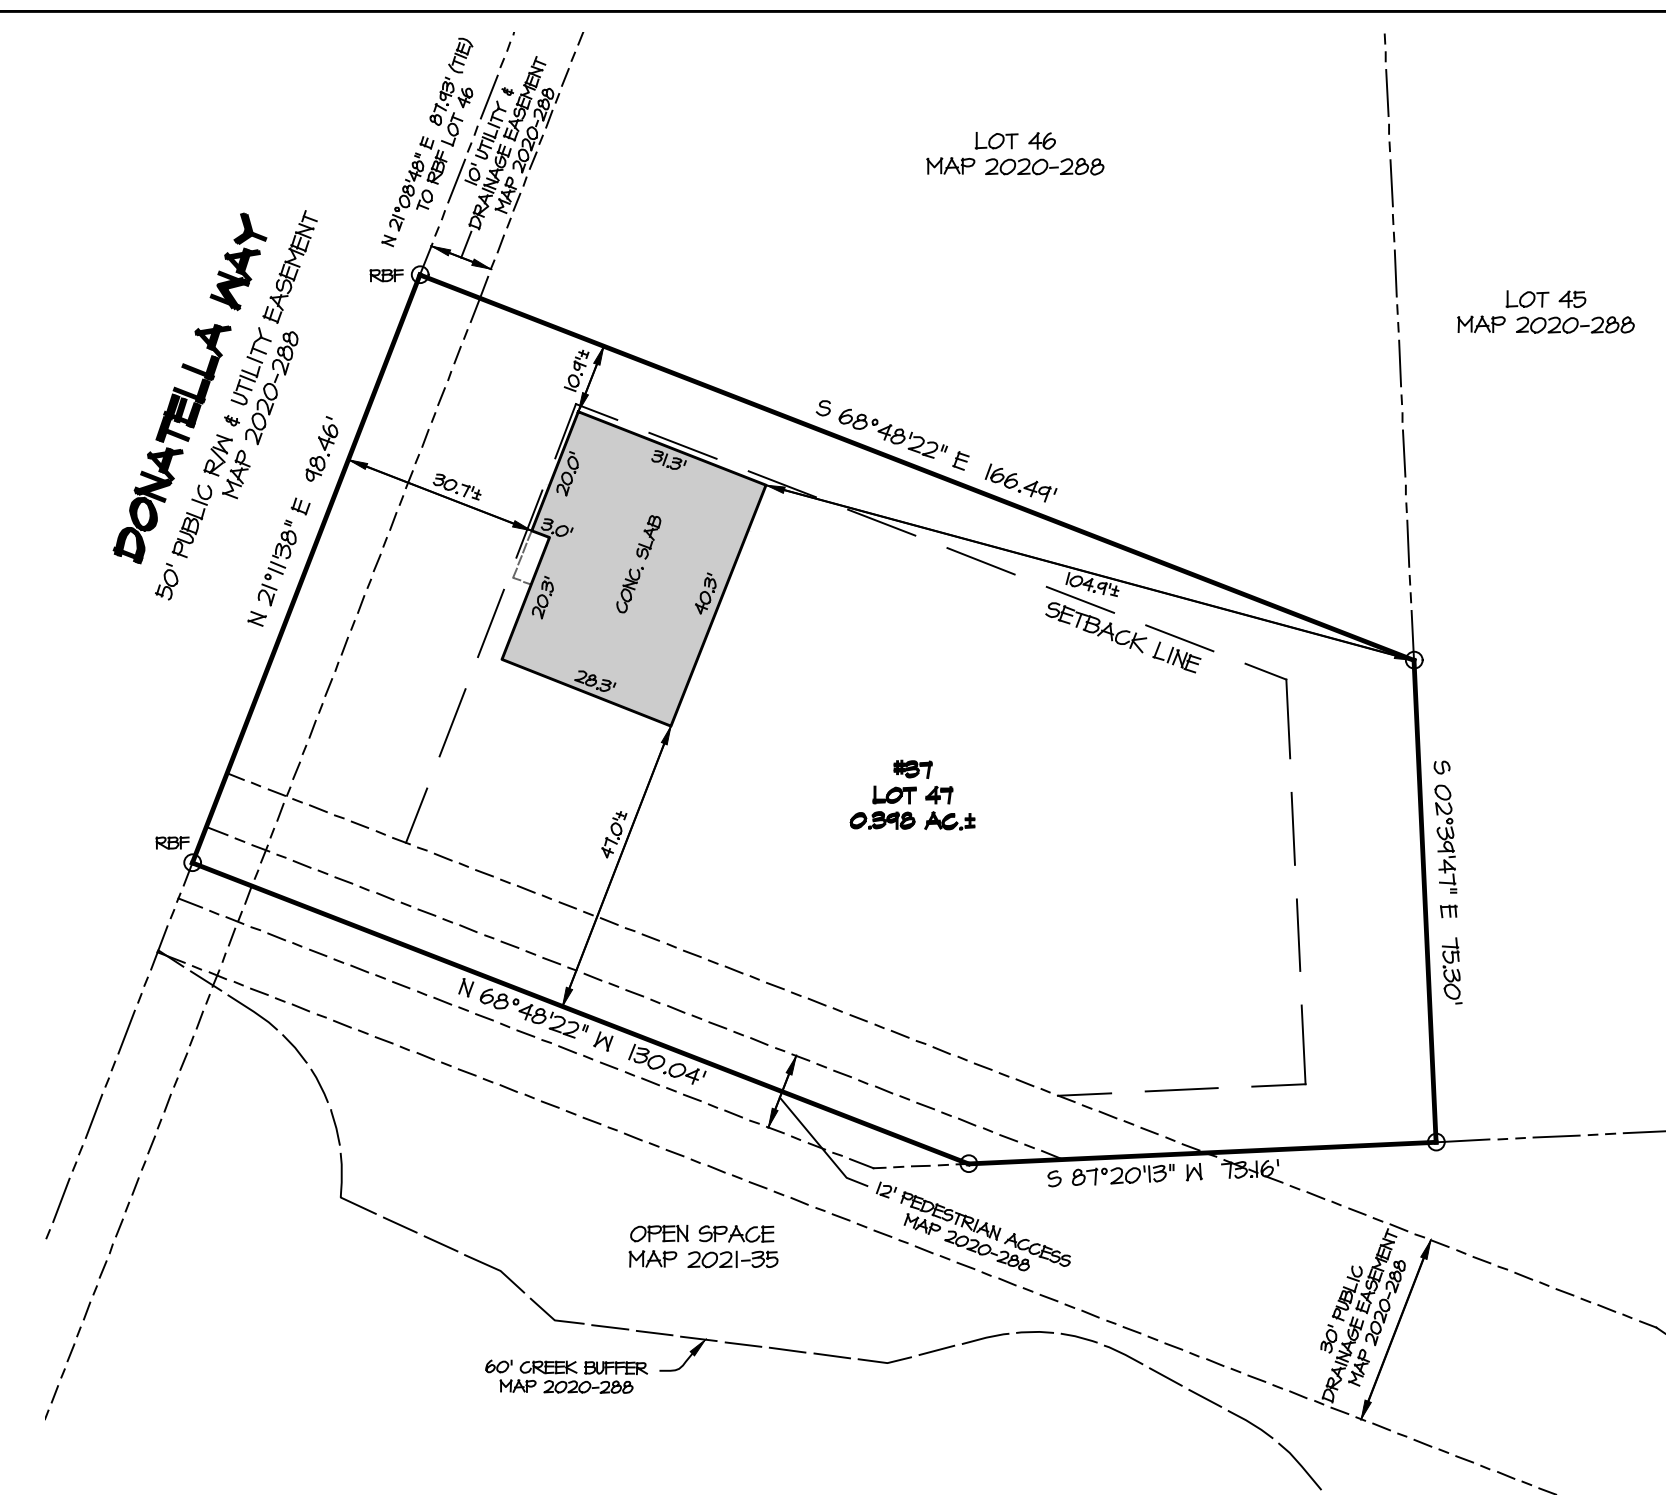 N 21°08'48" E 87.93' (TIE)
TO RBF LOT 46
10' UTILITY &
DRAINAGE EASEMENT
MAP 2020-288
LOT 46
MAP 2020-288
LOT 45
MAP 2020-288
DONATELLA WAY
50' PUBLIC R/W & UTILITY EASEMENT
MAP 2020-288
RBF
N 21°11'38" E 98.46'
S 68°48'22" E 166.49'
10.9'±
30.7'±
20.0'
31.3'
3.0'
CONC. SLAB
20.3'
40.3'
28.3'
104.9'±
SETBACK LINE
47.0'±
#37
LOT 47
0.398 AC.±
S 02°39'47" E 75.30'
RBF
N 68°48'22" W 130.04'
S 87°20'13" W 73.16'
12' PEDESTRIAN ACCESS
MAP 2020-288
OPEN SPACE
MAP 2021-35
30' PUBLIC
DRAINAGE EASEMENT
MAP 2020-288
60' CREEK BUFFER
MAP 2020-288